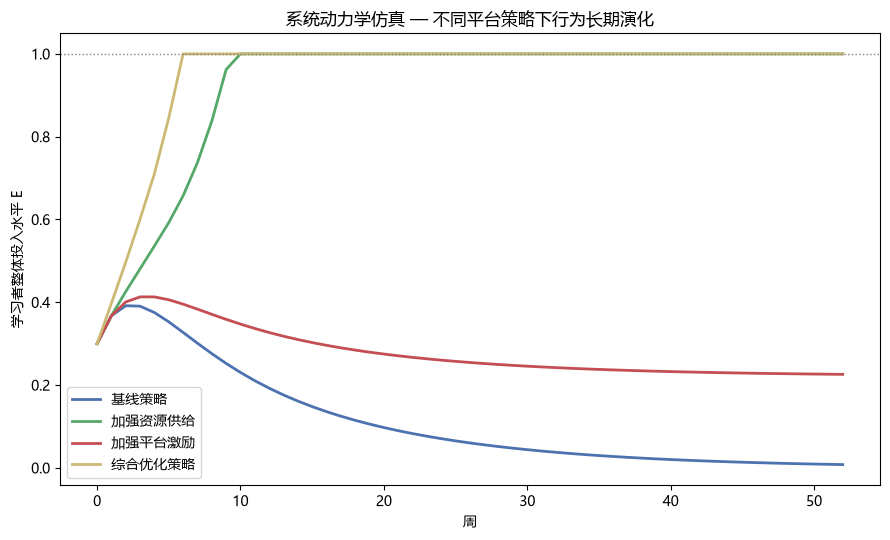 系统动力学仿真 — 不同平台策略下行为长期演化
学习者整体投入水平 E
1.0
0.8
0.6
0.4
0.2
0.0
基线策略
加强资源供给
加强平台激励
综合优化策略
0 10 20 30 40 50
周